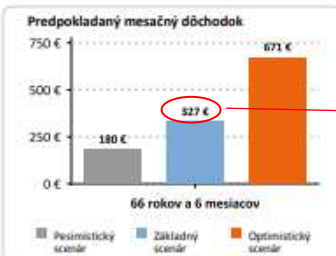 Predpokladaný mesačný dôchodok
750 €
671 €
500 €
327 €
250 €
180 €
0 €
66 rokov a 6 mesiacov
Pesimistický scenár
Základný scenár
Optimistický scenár